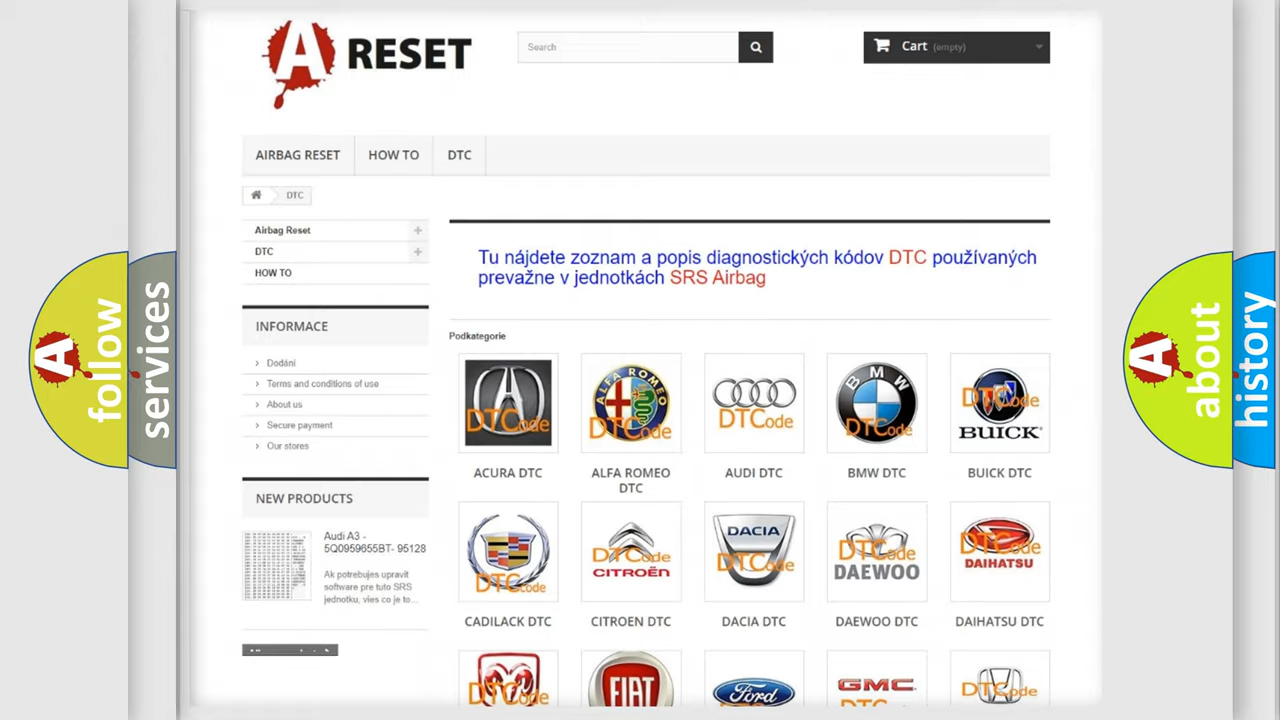 A RESET
Search
Cart (empty)
AIRBAG RESET
HOW TO
DTC
DTC
Airbag Reset
DTC
HOW TO
INFORMACE
Dodání
Terms and conditions of use
About us
Secure payment
Our stores
NEW PRODUCTS
Audi A3 -
5Q0959655BT- 95128
Ak potrebujes upravit
software pre tuto SRS
jednotku, vies co je to...
Tu nájdete zoznam a popis diagnostických kódov DTC používaných
prevažne v jednotkách SRS Airbag
Podkategorie
DTCode
ALFA ROMEO
DTCode
DTCode
BMW
DTCode
DTCode
BUICK
ACURA DTC
ALFA ROMEO
DTC
AUDI DTC
BMW DTC
BUICK DTC
DTCode
DTCode
CITROËN
DACIA
DTCode
DTCode
DAEWOO
DTCode
DAIHATSU
CADILACK DTC
CITROEN DTC
DACIA DTC
DAEWOO DTC
DAIHATSU DTC
DTCode
FIAT
Ford
GMC
DTCode
A follow
services
A about
history